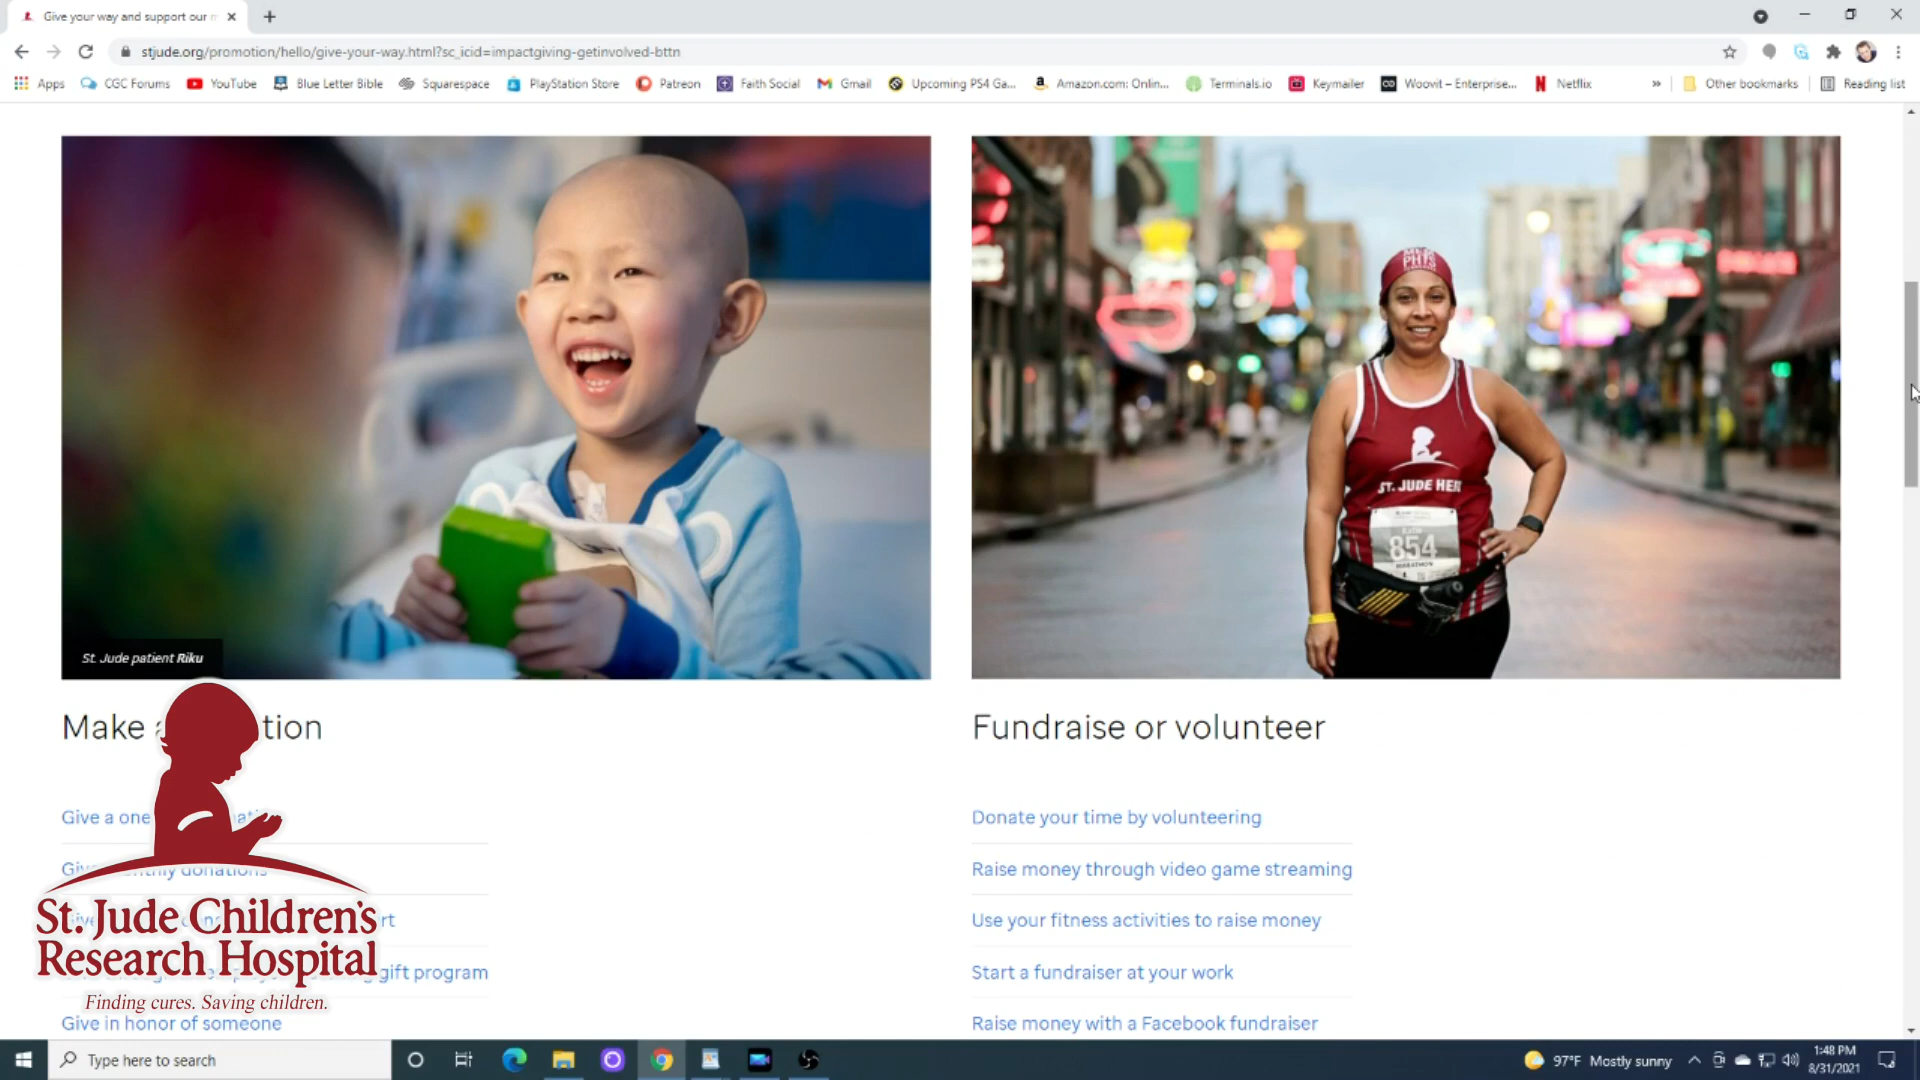 Give your way and support our m
stjude.org/promotion/hello/give-your-way.html?sc_icid=impactgiving-getinvolved-bttn
Apps CGC Forums YouTube Blue Letter Bible Squarespace PlayStation Store Patreon Faith Social Gmail Upcoming PS4 Ga... Amazon.com: Onlin... Terminals.io Keymailer Woovit – Enterprise... Netflix » Other bookmarks Reading list
ST. JUDE HER
854
MARATHON
St. Jude patient Riku
Make a tion
Fundraise or volunteer
Give a one
Donate your time by volunteering
monthly donations
Raise money through video game streaming
Use your fitness activities to raise money
gift program
Start a fundraiser at your work
St. Jude Children's
Research Hospital
Finding cures. Saving children.
Give in honor of someone
Raise money with a Facebook fundraiser
Type here to search
97°F Mostly sunny
1:48 PM
8/31/2021